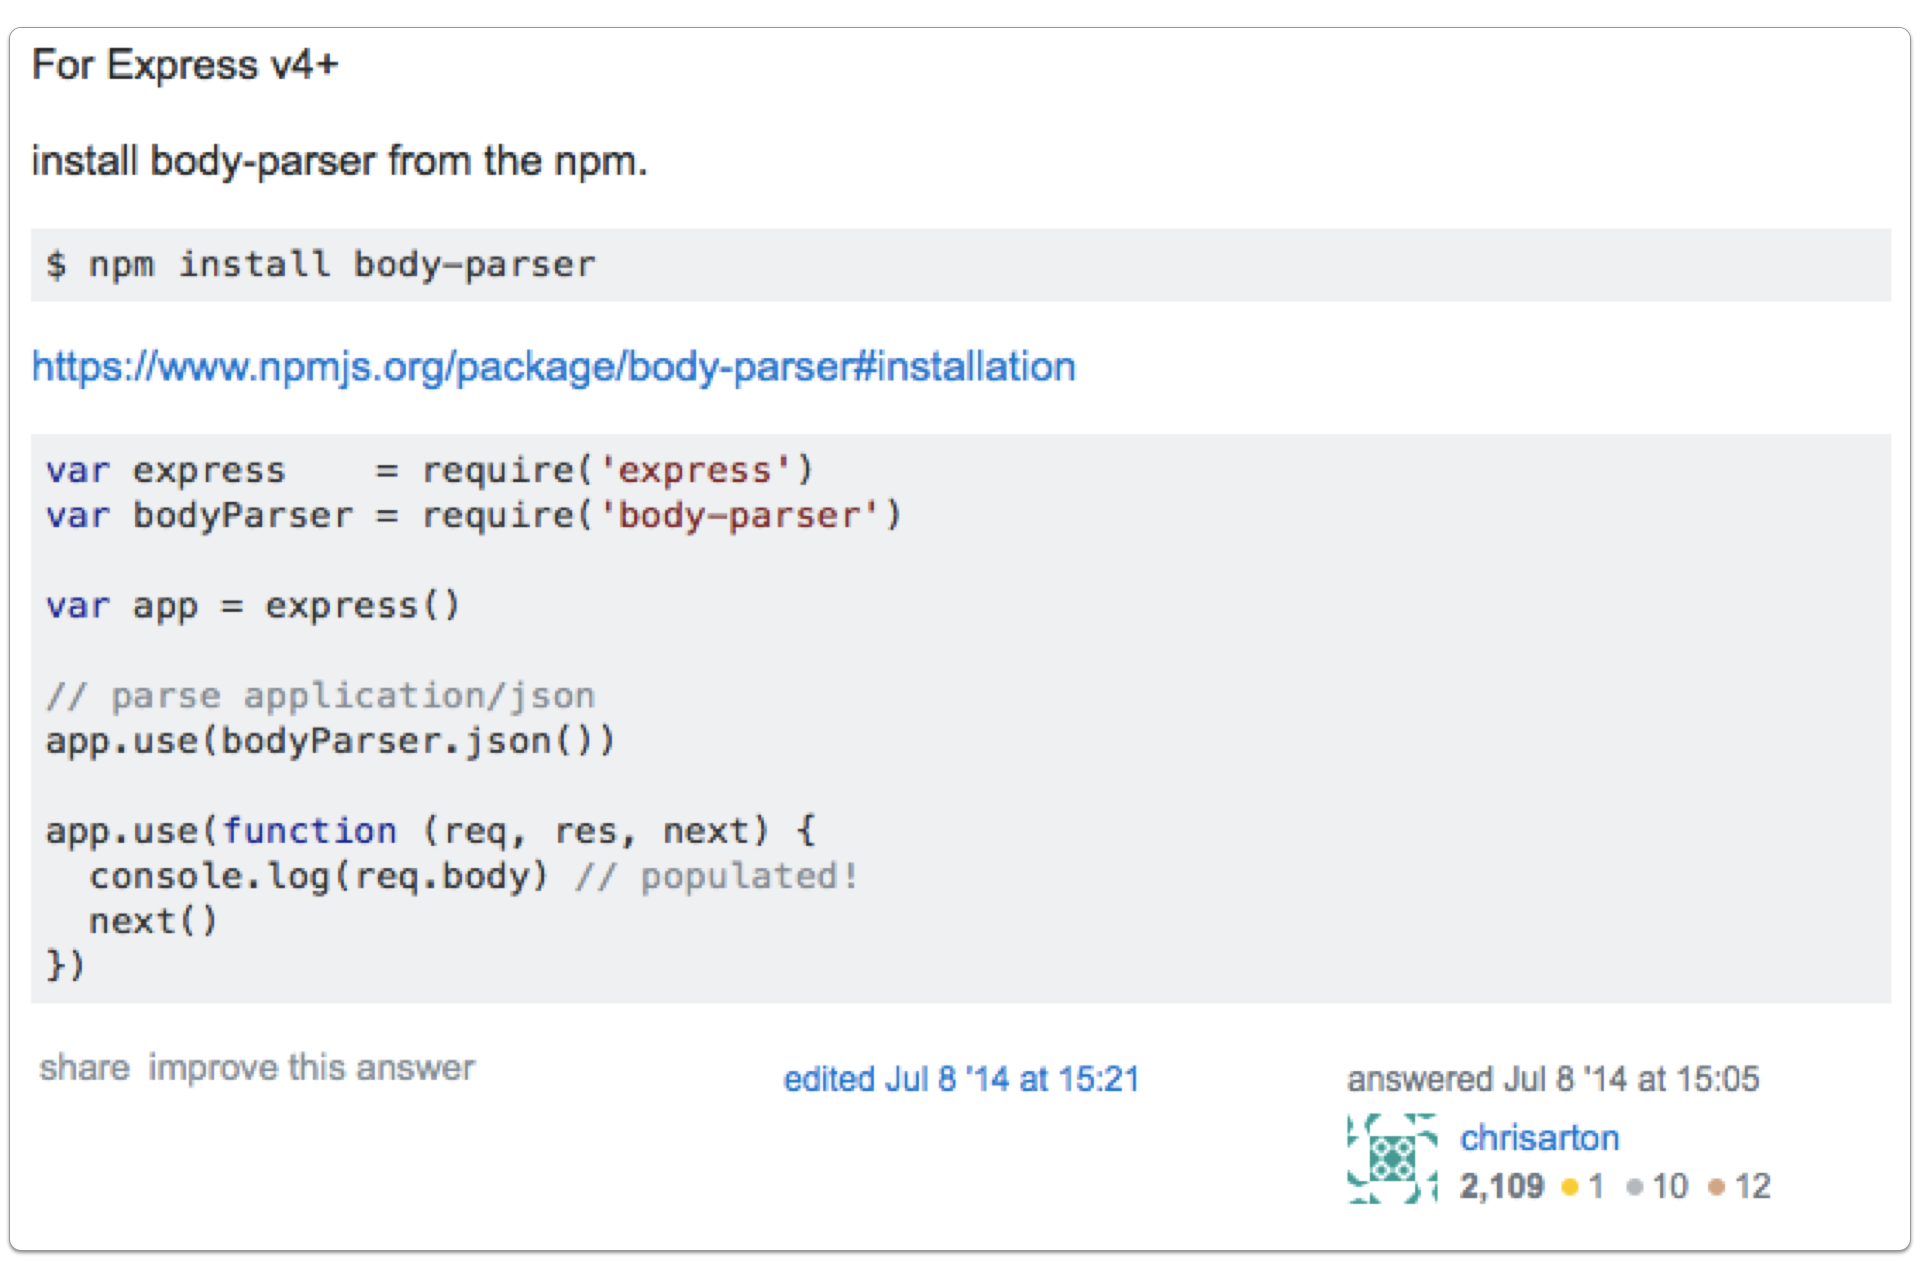 For Express v4+
install body-parser from the npm.
$ npm install body-parser
https://www.npmjs.org/package/body-parser#installation
var express    = require('express')
var bodyParser = require('body-parser')
var app = express()
// parse application/json
app.use(bodyParser.json())
app.use(function (req, res, next) {
  console.log(req.body) // populated!
  next()
})
share improve this answer
edited Jul 8 '14 at 15:21
answered Jul 8 '14 at 15:05
chrisarton
2,109 ● 1 ● 10 ● 12